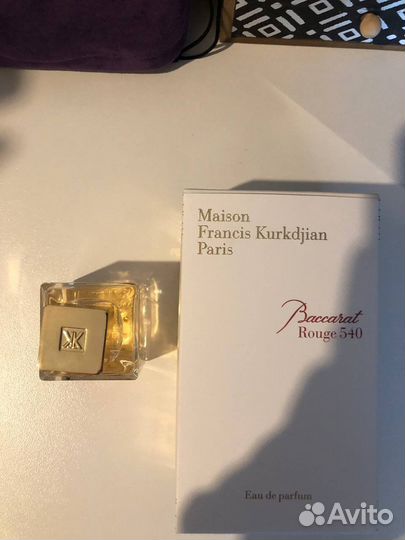 Maison
Francis Kurkdjian
Paris
Baccarat
Rouge 540
Eau de parfum
Avito